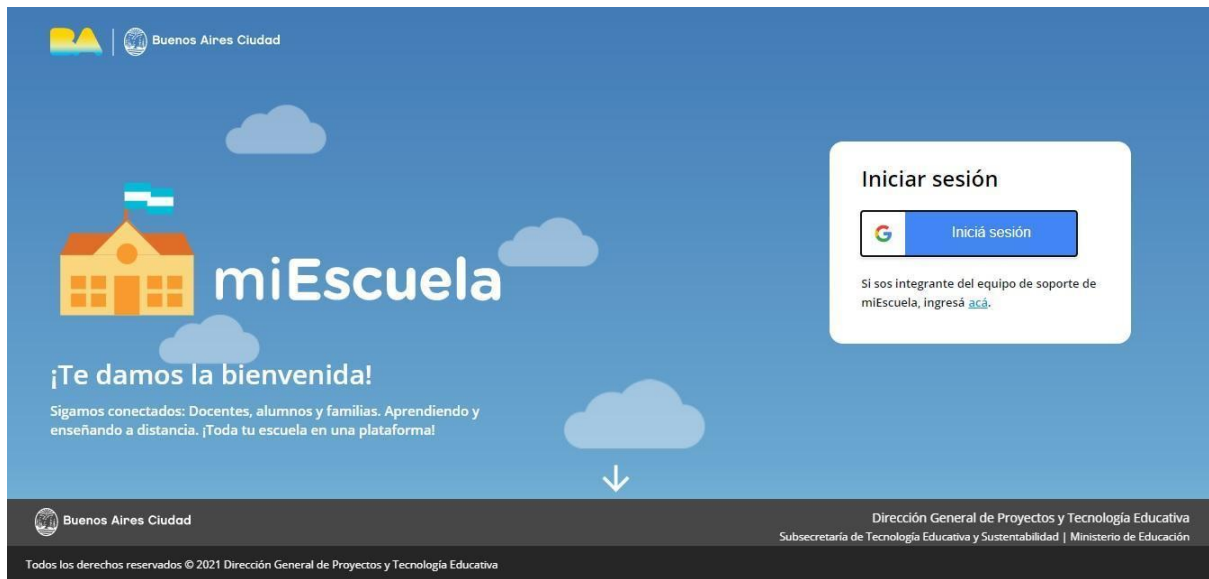 BA
Buenos Aires Ciudad
miEscuela
¡Te damos la bienvenida!
Sigamos conectados: Docentes, alumnos y familias. Aprendiendo y
enseñando a distancia. ¡Toda tu escuela en una plataforma!
Iniciar sesión
G
Iniciá sesión
Si sos integrante del equipo de soporte de
miEscuela, ingresá acá.
Buenos Aires Ciudad
Dirección General de Proyectos y Tecnología Educativa
Subsecretaría de Tecnología Educativa y Sustentabilidad | Ministerio de Educación
Todos los derechos reservados © 2021 Dirección General de Proyectos y Tecnología Educativa